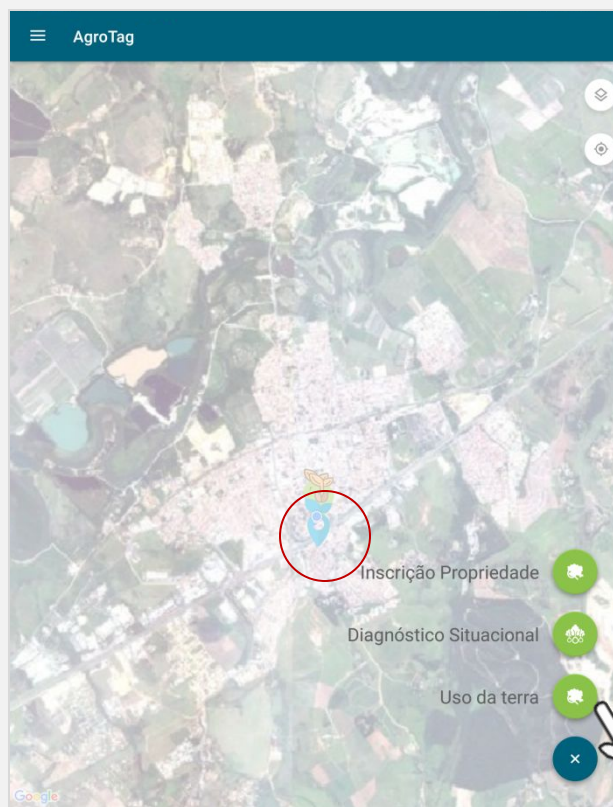 AgroTag
Inscrição Propriedade
Diagnóstico Situacional
Uso da terra
Google